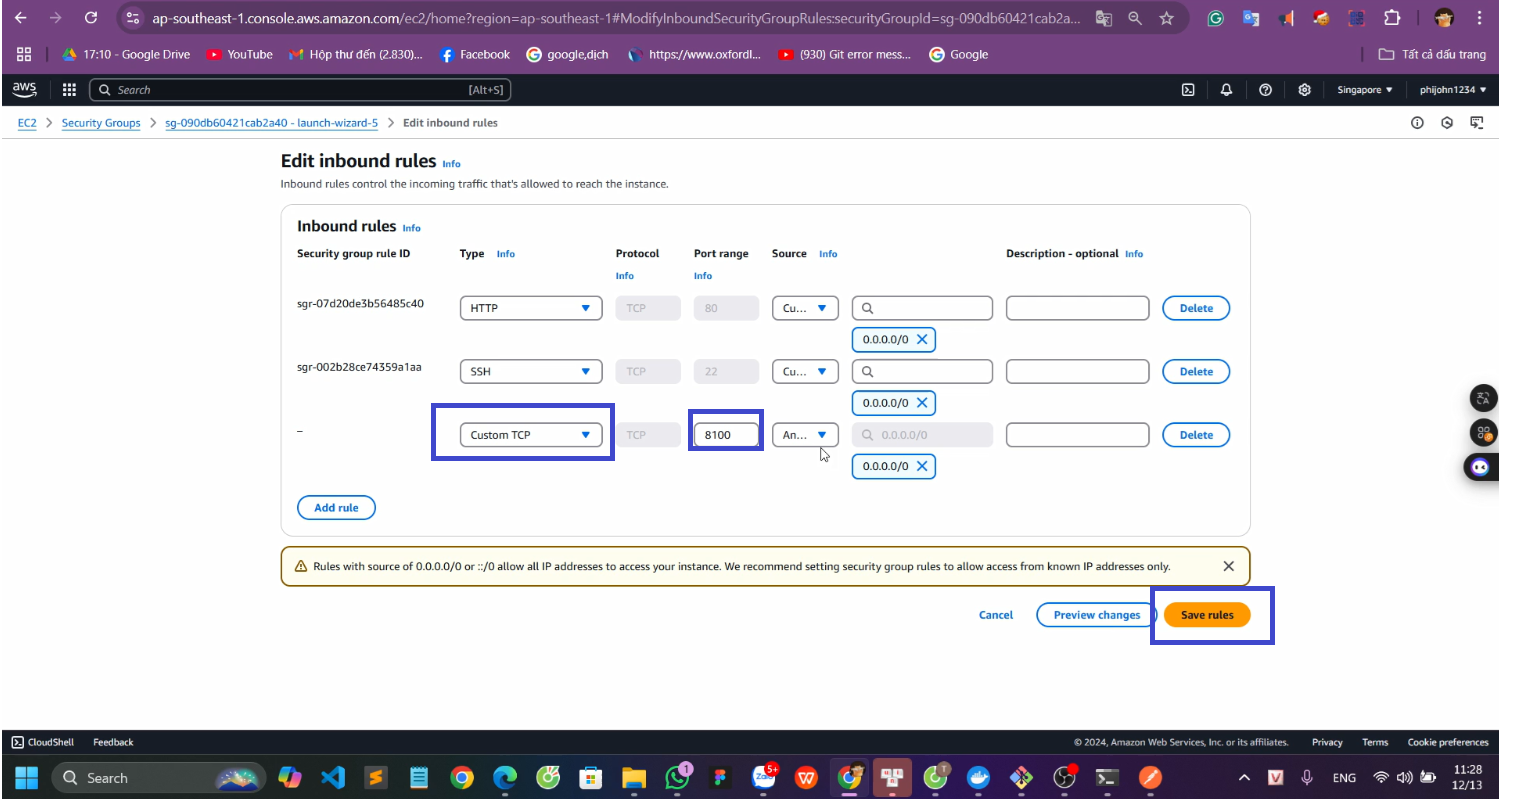 ap-southeast-1.console.aws.amazon.com/ec2/home?region=ap-southeast-1#ModifyInboundSecurityGroupRules:securityGroupId=sg-090db60421cab2a...
17:10 - Google Drive YouTube Hộp thư đến (2.830)... Facebook google,dịch https://www.oxfordl... (930) Git error mess... Google Tất cả dấu trang
aws Search [Alt+S] Singapore phijohn1234
EC2 > Security Groups > sg-090db60421cab2a40 - launch-wizard-5 > Edit inbound rules
Edit inbound rules Info
Inbound rules control the incoming traffic that's allowed to reach the instance.
Inbound rules Info
Security group rule ID Type Info Protocol Info Port range Info Source Info Description - optional Info
sgr-07d20de3b56485c40 HTTP TCP 80 Cu... Delete
0.0.0.0/0
sgr-002b28ce74359a1aa SSH TCP 22 Cu... Delete
0.0.0.0/0
– Custom TCP TCP 8100 An... 0.0.0.0/0 Delete
0.0.0.0/0
Add rule
Rules with source of 0.0.0.0/0 or ::/0 allow all IP addresses to access your instance. We recommend setting security group rules to allow access from known IP addresses only.
Cancel Preview changes Save rules
CloudShell Feedback © 2024, Amazon Web Services, Inc. or its affiliates. Privacy Terms Cookie preferences
Search 1 Zalo 5+ T V ENG 11:28
12/13